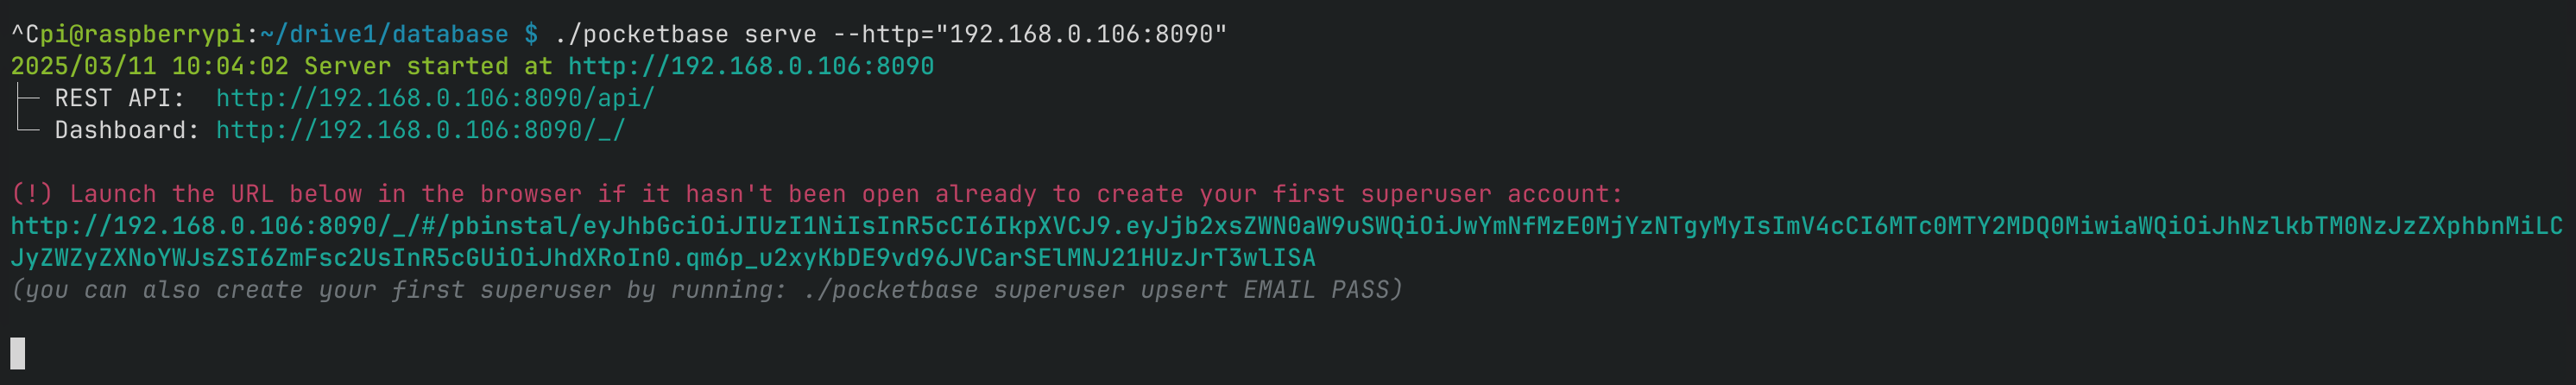 ^Cpi@raspberrypi:~/drive1/database $ ./pocketbase serve --http="192.168.0.106:8090"
2025/03/11 10:04:02 Server started at http://192.168.0.106:8090
├─ REST API:  http://192.168.0.106:8090/api/
└─ Dashboard: http://192.168.0.106:8090/_/
(!) Launch the URL below in the browser if it hasn't been open already to create your first superuser account:
http://192.168.0.106:8090/_/#/pbinstal/eyJhbGciOiJIUzI1NiIsInR5cCI6IkpXVCJ9.eyJjb2xsZWN0aW9uSWQiOiJwYmNfMzE0MjYzNTgyMyIsImV4cCI6MTc0MTY2MDQ0MiwiaWQiOiJhNzlkbTM0NzJzZXphbnMiLC
JyZWZyZXNoYWJsZSI6ZmFsc2UsInR5cGUiOiJhdXRoIn0.qm6p_u2xyKbDE9vd96JVCarSElMNJ21HUzJrT3wlISA
(you can also create your first superuser by running: ./pocketbase superuser upsert EMAIL PASS)